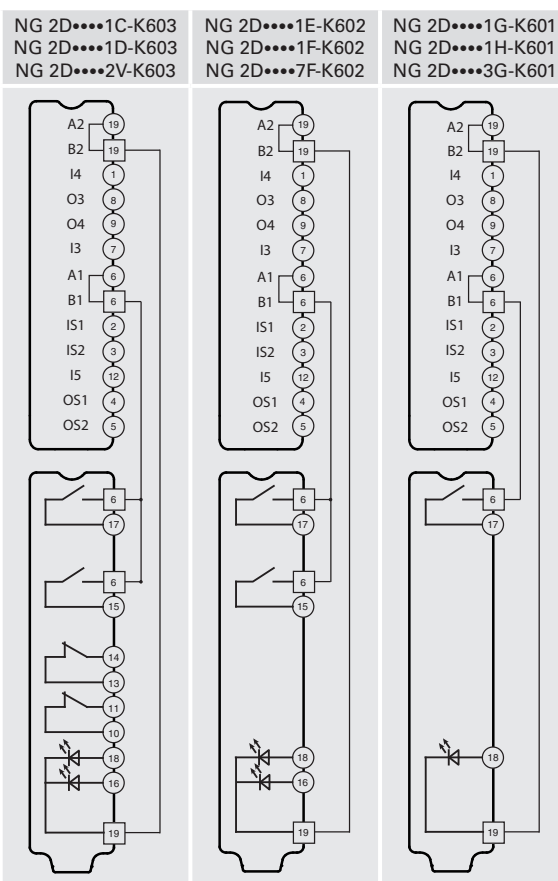 NG 2D••••1C-K603
NG 2D••••1D-K603
NG 2D••••2V-K603
NG 2D••••1E-K602
NG 2D••••1F-K602
NG 2D••••7F-K602
NG 2D••••1G-K601
NG 2D••••1H-K601
NG 2D••••3G-K601
A2 19
B2 19
I4 1
O3 8
O4 9
I3 7
A1 6
B1 6
IS1 2
IS2 3
I5 12
OS1 4
OS2 5
6
17
6
15
14
13
11
10
18
16
19
A2 19
B2 19
I4 1
O3 8
O4 9
I3 7
A1 6
B1 6
IS1 2
IS2 3
I5 12
OS1 4
OS2 5
6
17
6
15
18
16
19
A2 19
B2 19
I4 1
O3 8
O4 9
I3 7
A1 6
B1 6
IS1 2
IS2 3
I5 12
OS1 4
OS2 5
6
17
18
19